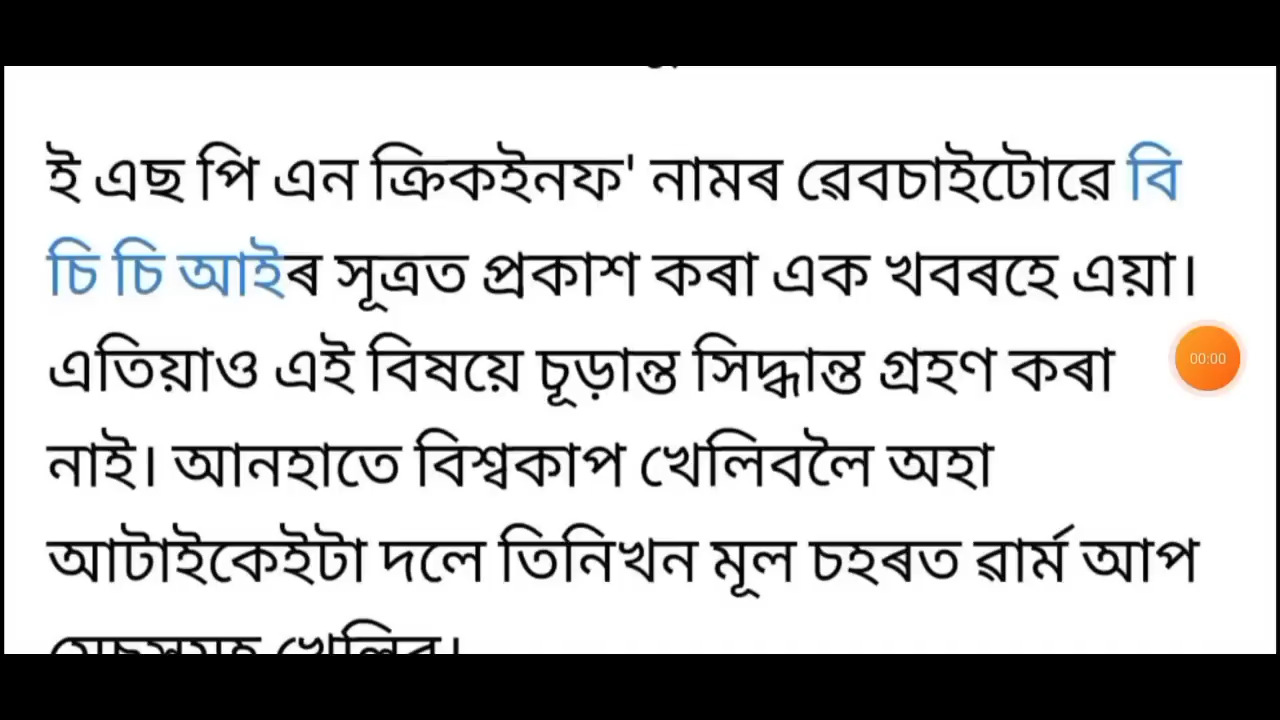 ই এছ পি এন ক্ৰিকইনফ' নামৰ ৱেবচাইটোৱে বি
চি চি আইৰ সূত্ৰত প্ৰকাশ কৰা এক খবৰহে এয়া।
এতিয়াও এই বিষয়ে চূড়ান্ত সিদ্ধান্ত গ্ৰহণ কৰা
নাই। আনহাতে বিশ্বকাপ খেলিবলৈ অহা
আটাইকেইটা দলে তিনিখন মূল চহৰত ৱাৰ্ম আপ
মেচসমূহ খেলিব।
00:00